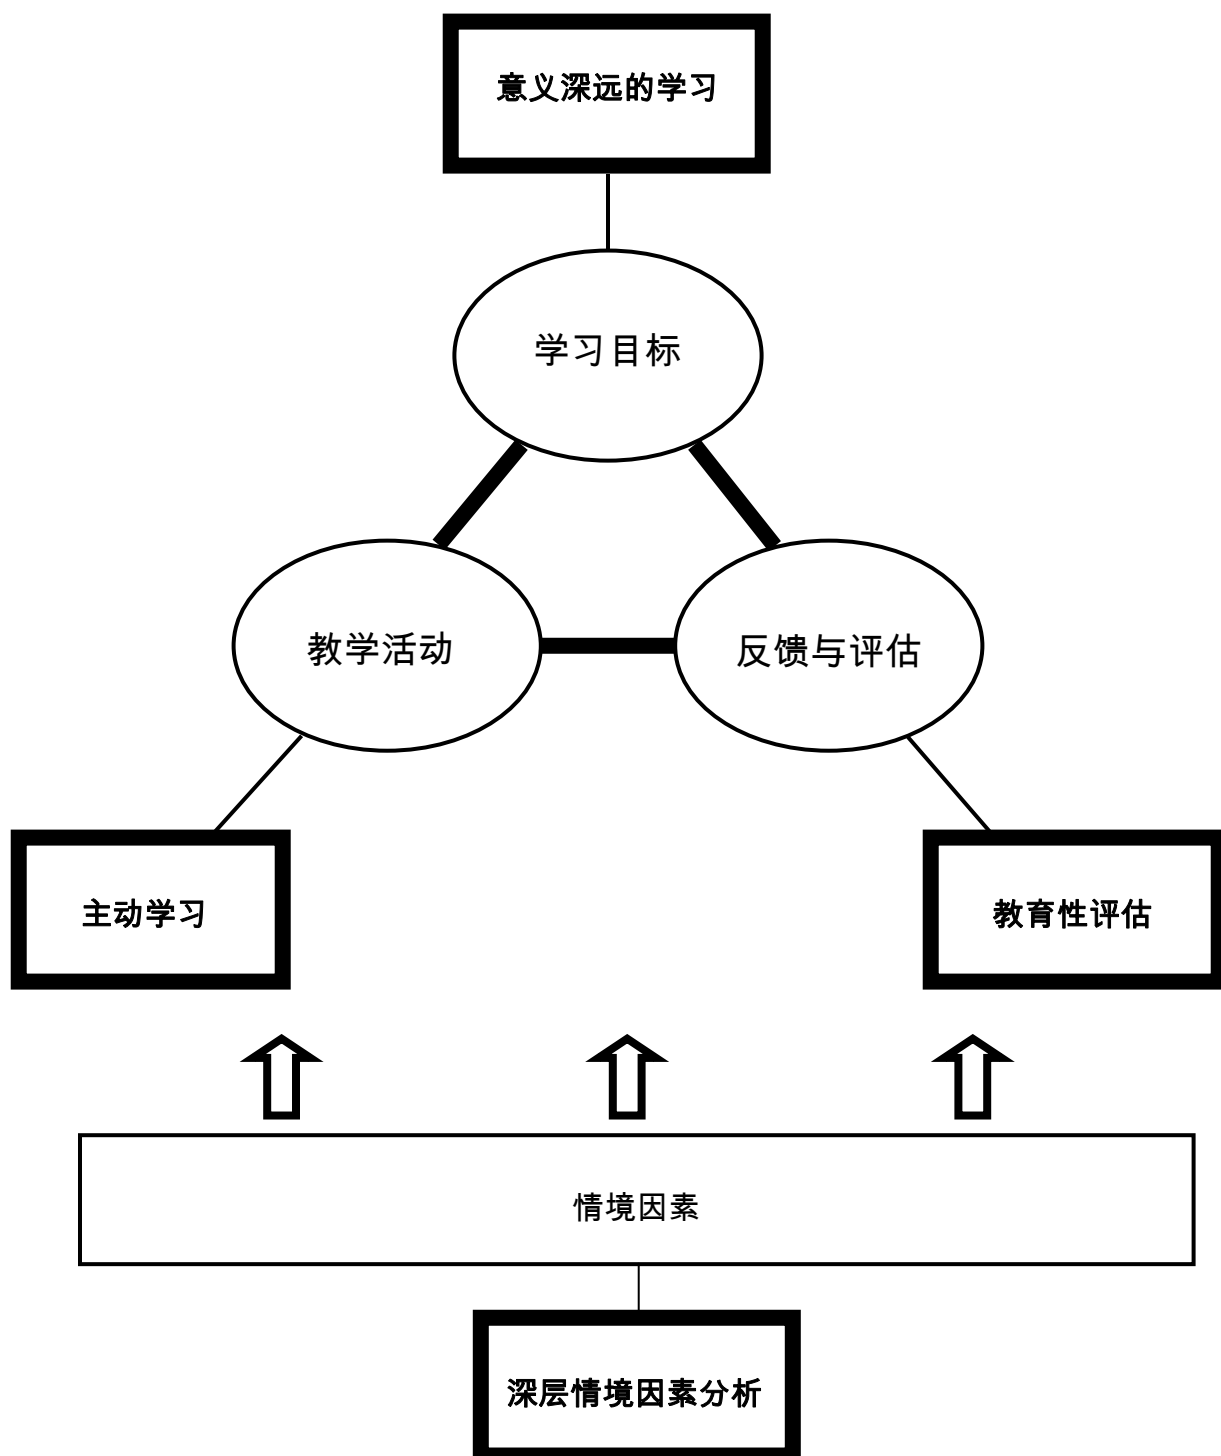 意义深远的学习
学习目标
教学活动
反馈与评估
主动学习
教育性评估
情境因素
深层情境因素分析